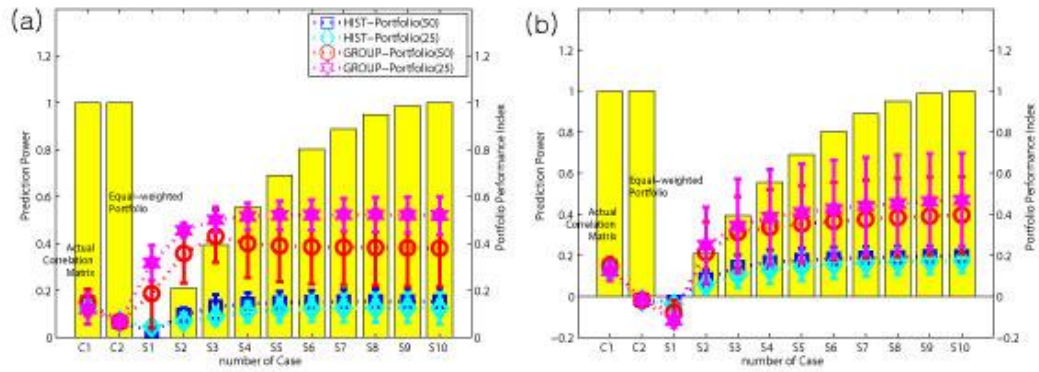 (a)
HIST-Portfolio(50)
HIST-Portfolio(25)
GROUP-Portfolio(50)
GROUP-Portfolio(25)
1.2
1
0.8
0.6
0.4
0.2
0
Prediction Power
Equal-weighted
Portfolio
Actual
Correlation
Matrix
1.2
1
0.8
0.6
0.4
0.2
0
Portfolio Performance Index
C1 C2 S1 S2 S3 S4 S5 S6 S7 S8 S9 S10
number of Case
(b)
1.2
1
0.8
0.6
0.4
0.2
0
-0.2
Prediction Power
Equal-weighted
Portfolio
Actual
Correlation
Matrix
1.2
1
0.8
0.6
0.4
0.2
0
-0.2
Portfolio Performance Index
C1 C2 S1 S2 S3 S4 S5 S6 S7 S8 S9 S10
number of Case